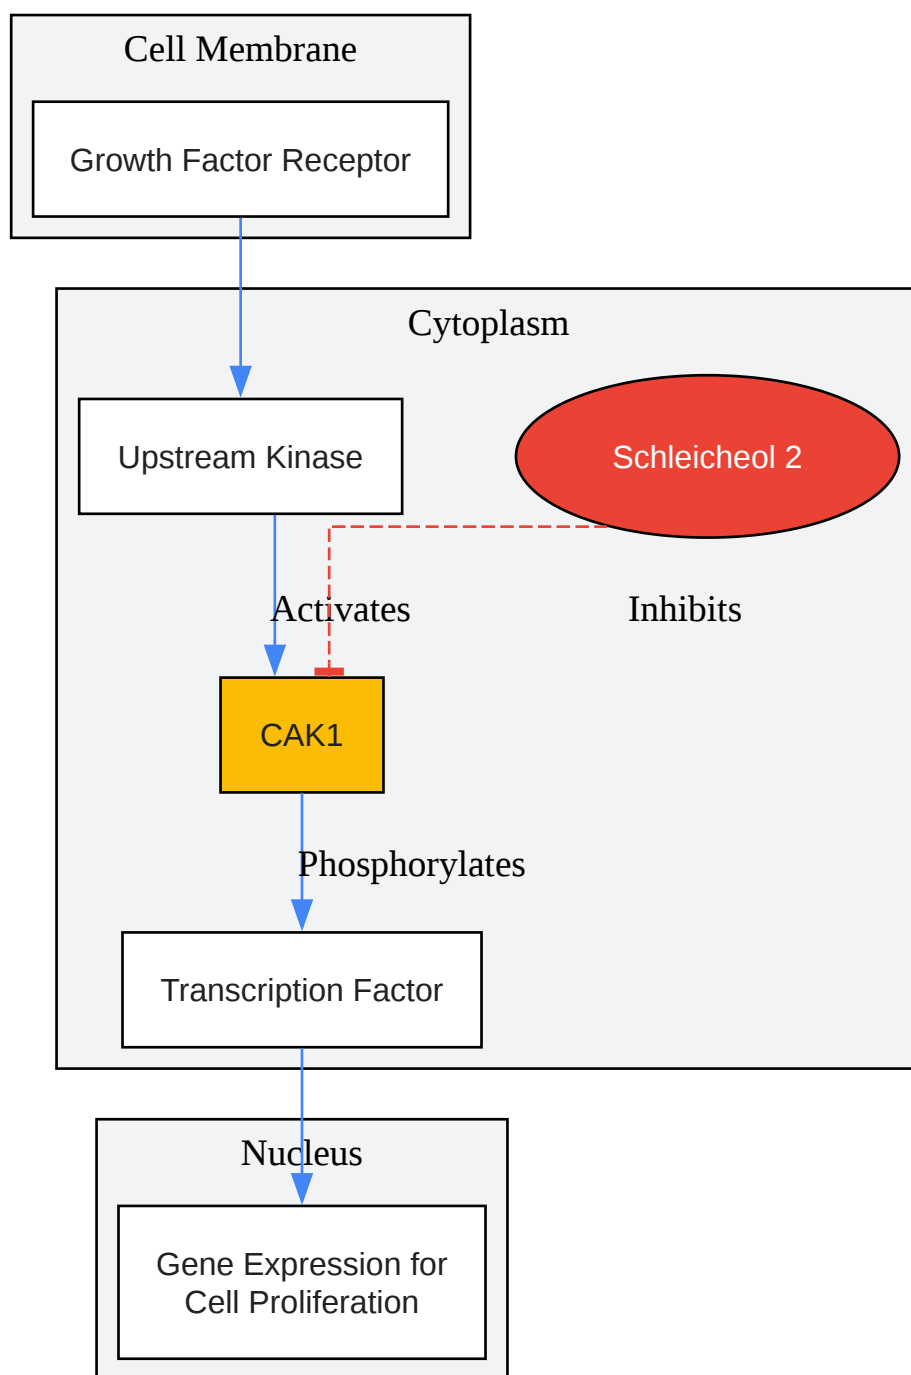 Cell Membrane
Growth Factor Receptor
Cytoplasm
Upstream Kinase
Schleicheol 2
Activates
Inhibits
CAK1
Phosphorylates
Transcription Factor
Nucleus
Gene Expression for
Cell Proliferation